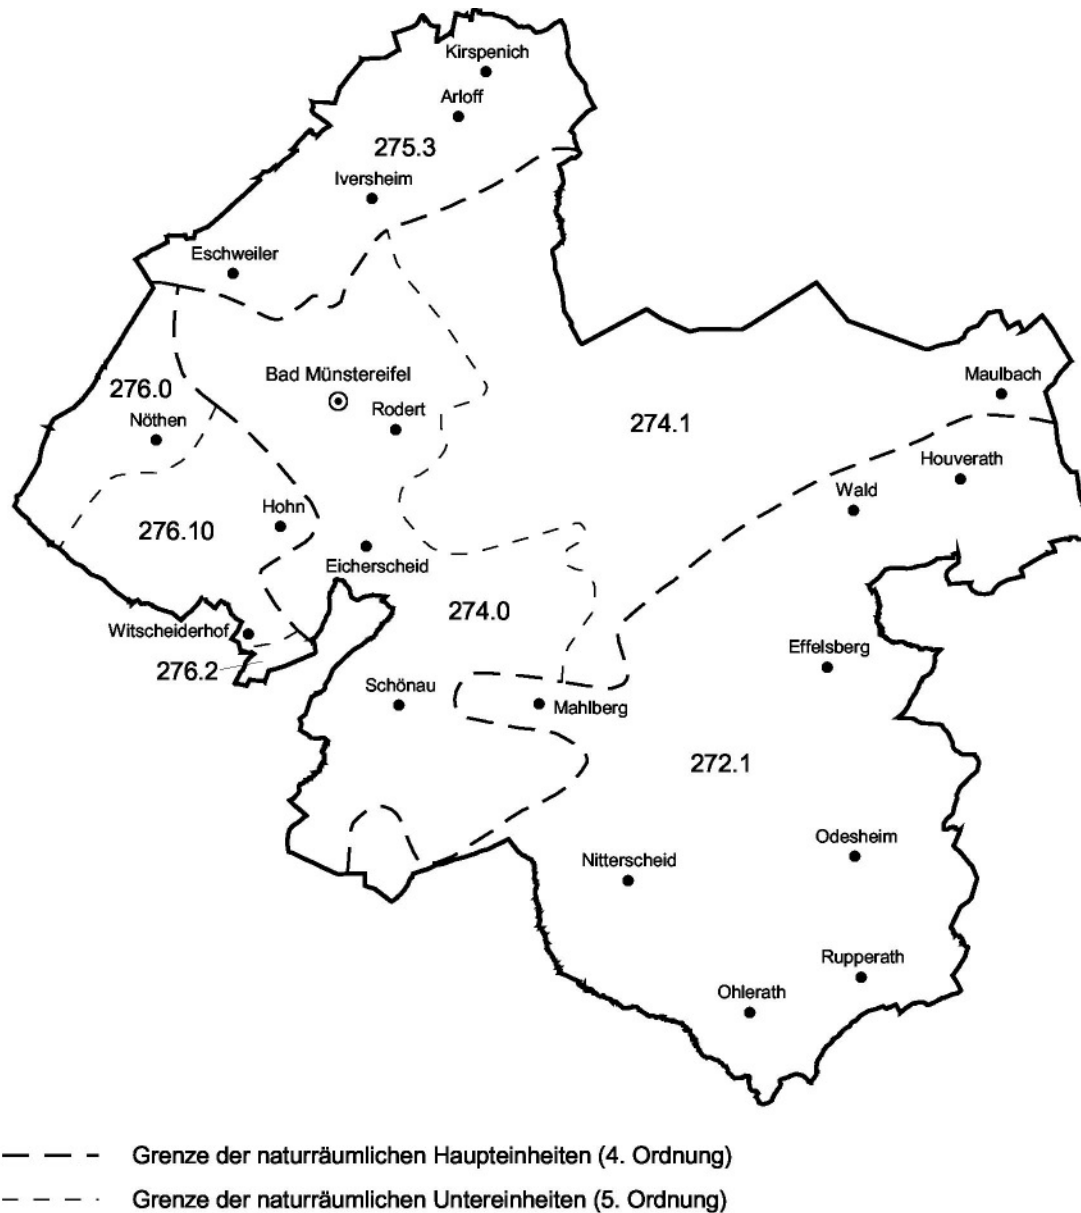 Kirspenich
Arloff
275.3
Iversheim
Eschweiler
Bad Münstereifel
Maulbach
276.0
Rodert
Nöthen
274.1
Houverath
Wald
Hohn
276.10
Eicherscheid
274.0
Witscheiderhof
Effelsberg
276.2
Schönau
Mahlberg
272.1
Odesheim
Nitterscheid
Rupperath
Ohlerath
Grenze der naturräumlichen Haupteinheiten (4. Ordnung)
Grenze der naturräumlichen Untereinheiten (5. Ordnung)